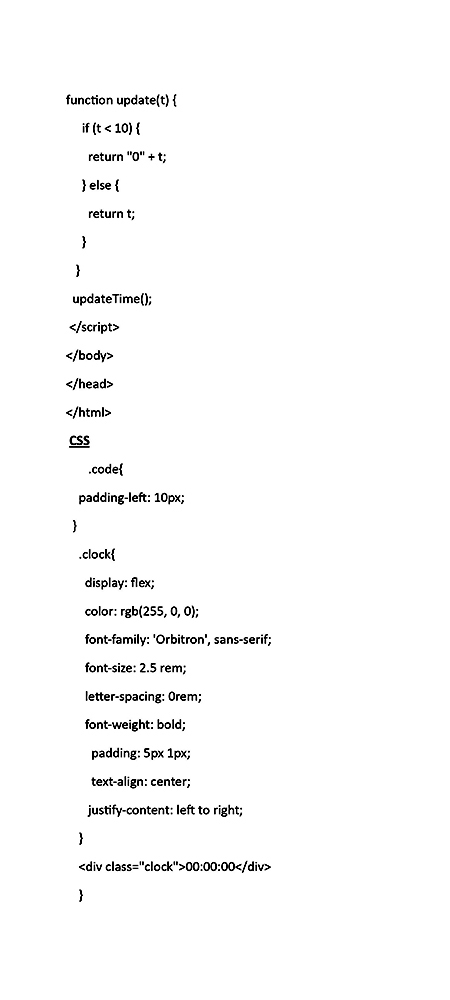 function update(t) {
if (t < 10) {
return "0" + t;
} else {
return t;
}
}
updateTime();
</script>
</body>
</head>
</html>
CSS
.code{
padding-left: 10px;
}
.clock{
display: flex;
color: rgb(255, 0, 0);
font-family: 'Orbitron', sans-serif;
font-size: 2.5 rem;
letter-spacing: 0rem;
font-weight: bold;
padding: 5px 1px;
text-align: center;
justify-content: left to right;
}
<div class="clock">00:00:00</div>
}